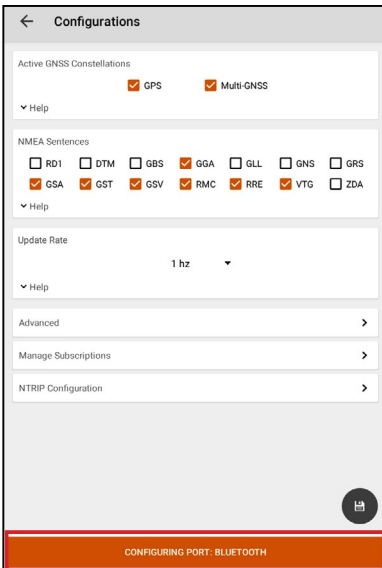 Configurations
Active GNSS Constellations
GPS Multi-GNSS
Help
NMEA Sentences
RD1 DTM GBS GGA GLL GNS GRS
GSA GST GSV RMC RRE VTG ZDA
Help
Update Rate
1 hz
Help
Advanced
Manage Subscriptions
NTRIP Configuration
CONFIGURING PORT: BLUETOOTH